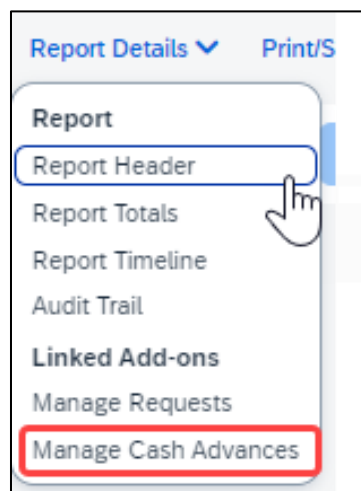 Report Details Print/S
Report
Report Header
Report Totals
Report Timeline
Audit Trail
Linked Add-ons
Manage Requests
Manage Cash Advances